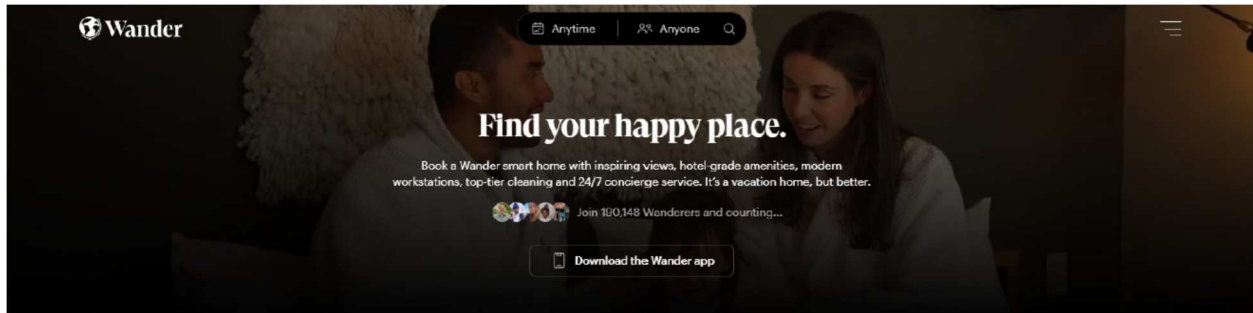 Wander
Anytime
Anyone
Find your happy place.
Book a Wander smart home with inspiring views, hotel-grade amenities, modern
workstations, top-tier cleaning and 24/7 concierge service. It's a vacation home, but better.
Join 100,148 Wanderers and counting...
Download the Wander app